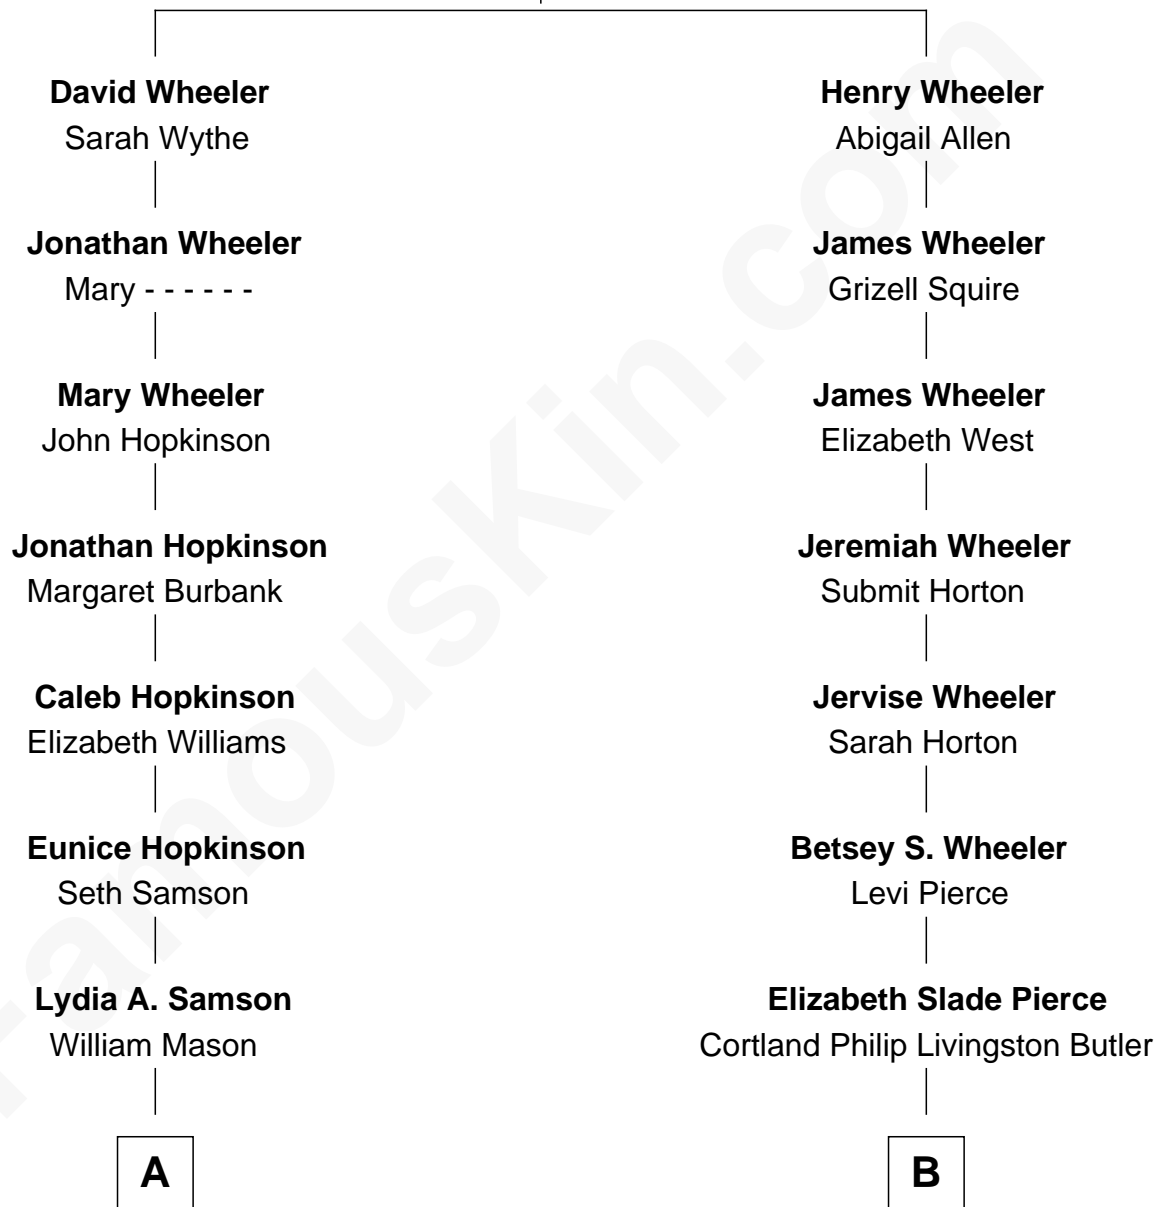 David Wheeler
Sarah Wythe
Jonathan Wheeler
Mary - - - - - -
Mary Wheeler
John Hopkinson
Jonathan Hopkinson
Margaret Burbank
Caleb Hopkinson
Elizabeth Williams
Eunice Hopkinson
Seth Samson
Lydia A. Samson
William Mason
A
Henry Wheeler
Abigail Allen
James Wheeler
Grizell Squire
James Wheeler
Elizabeth West
Jeremiah Wheeler
Submit Horton
Jervise Wheeler
Sarah Horton
Betsey S. Wheeler
Levi Pierce
Elizabeth Slade Pierce
Cortland Philip Livingston Butler
B
FamousKin.com